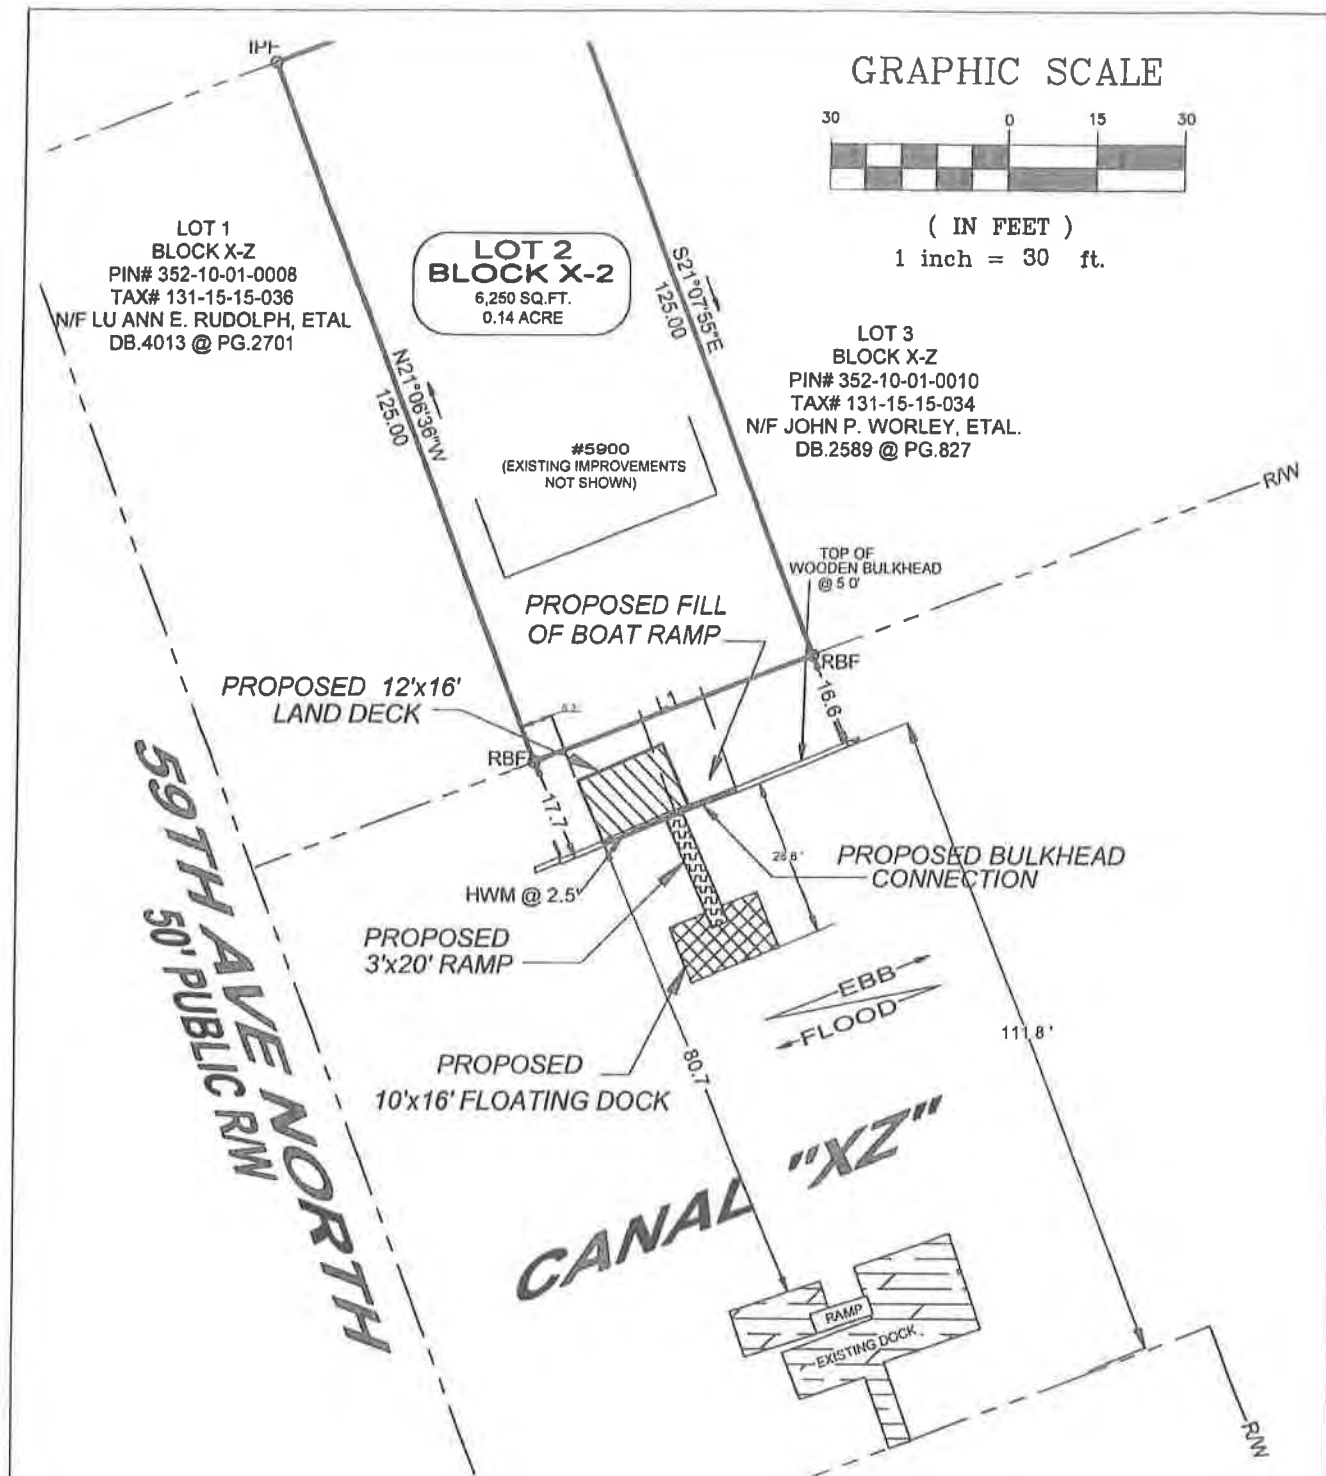 IPF
GRAPHIC SCALE
30 0 15 30
( IN FEET )
1 inch = 30 ft.
LOT 1
BLOCK X-Z
PIN# 352-10-01-0008
TAX# 131-15-15-036
N/F LU ANN E. RUDOLPH, ETAL
DB.4013 @ PG.2701
LOT 2
BLOCK X-2
6,250 SQ.FT.
0.14 ACRE
S21°07'55"E
125.00
LOT 3
BLOCK X-Z
PIN# 352-10-01-0010
TAX# 131-15-15-034
N/F JOHN P. WORLEY, ETAL.
DB.2589 @ PG.827
N21°06'36"W
125.00
#5900
(EXISTING IMPROVEMENTS
NOT SHOWN)
R/W
TOP OF
WOODEN BULKHEAD
@ 5 0'
PROPOSED FILL
OF BOAT RAMP
RBF
PROPOSED 12'x16'
LAND DECK
L1
16.6
RBF
17.7
28.8'
PROPOSED BULKHEAD
CONNECTION
HWM @ 2.5'
PROPOSED
3'x20' RAMP
EBB
FLOOD
111.8'
80.7
PROPOSED
10'x16' FLOATING DOCK
59TH AVE NORTH
50' PUBLIC R/W
CANAL "XZ"
RAMP
EXISTING DOCK
R/W